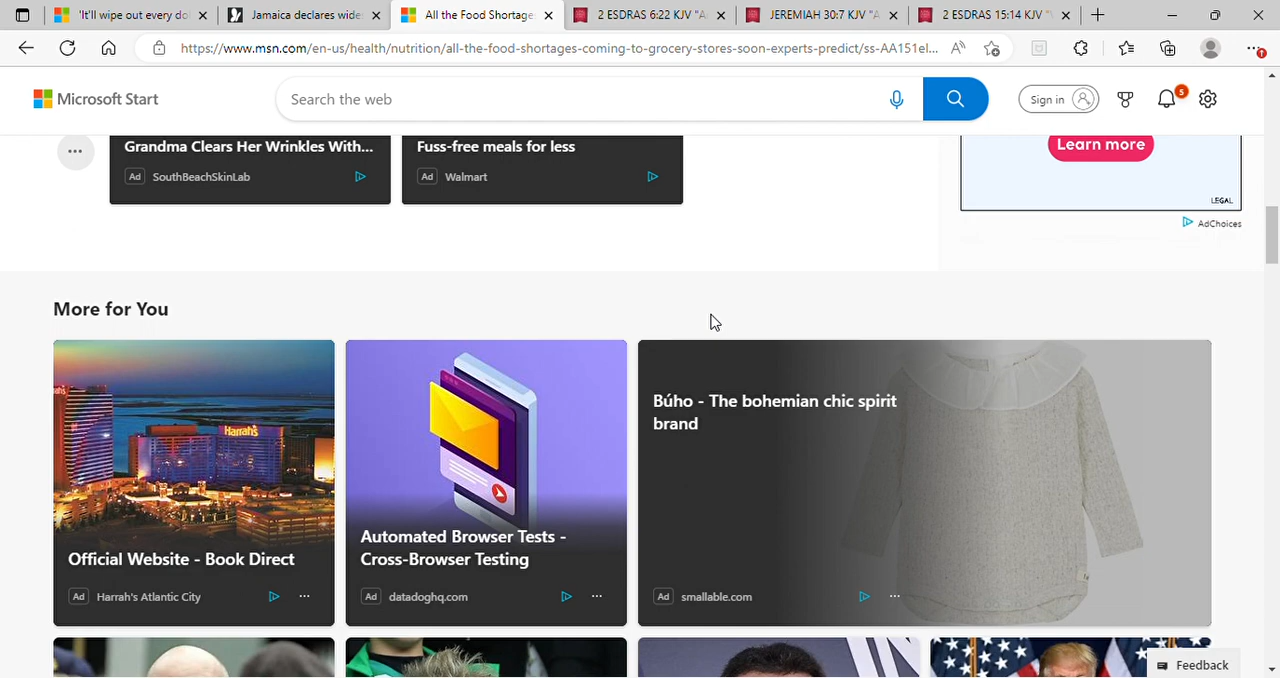 'It'll wipe out every do
Jamaica declares wide
All the Food Shortage
2 ESDRAS 6:22 KJV "A
JEREMIAH 30:7 KJV "A
2 ESDRAS 15:14 KJV "
https://www.msn.com/en-us/health/nutrition/all-the-food-shortages-coming-to-grocery-stores-soon-experts-predict/ss-AA151el...
Microsoft Start
Search the web
Sign in
5
Grandma Clears Her Wrinkles With...
Ad SouthBeachSkinLab
Fuss-free meals for less
Ad Walmart
Learn more
LEGAL
AdChoices
More for You
Harrah's
Official Website - Book Direct
Ad Harrah's Atlantic City
Automated Browser Tests -
Cross-Browser Testing
Ad datadoghq.com
Búho - The bohemian chic spirit
brand
Ad smallable.com
Feedback